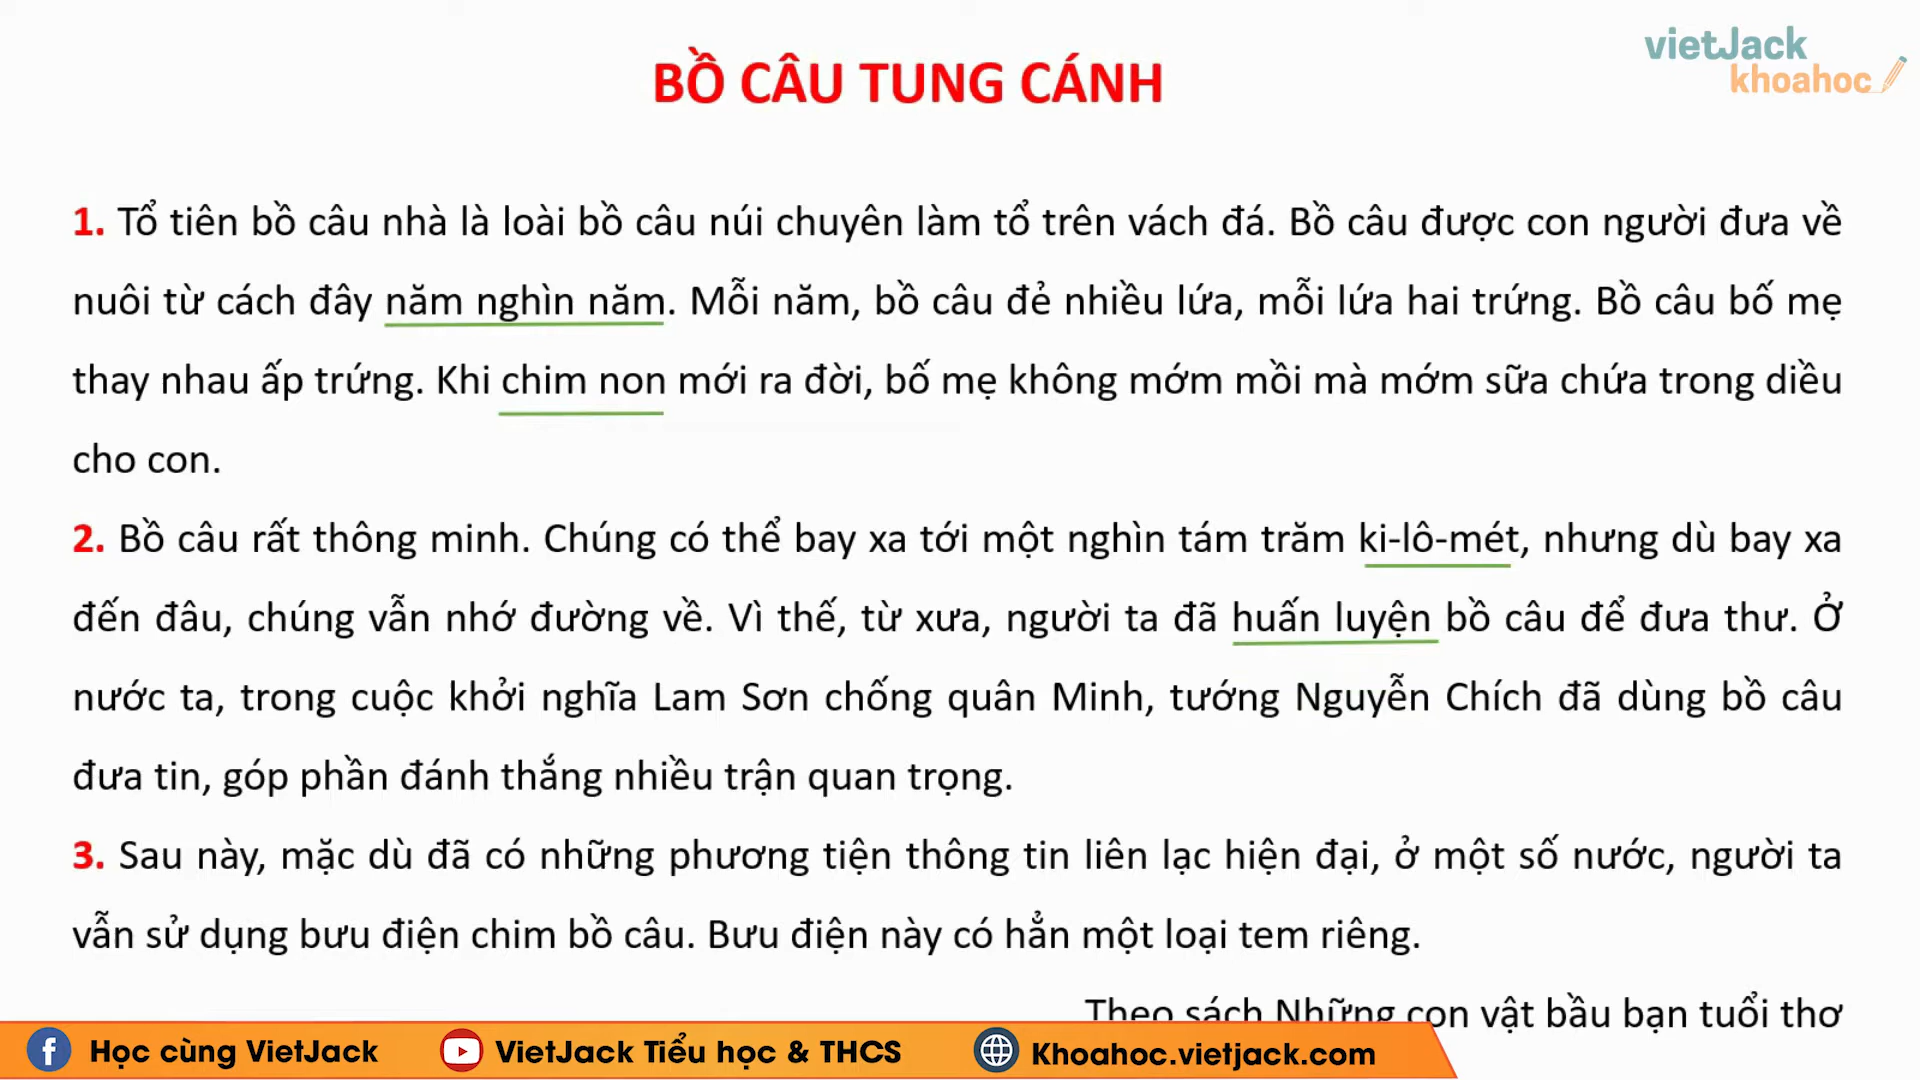 vietJack
khoahoc
BỒ CÂU TUNG CÁNH
1. Tổ tiên bồ câu nhà là loài bồ câu núi chuyên làm tổ trên vách đá. Bồ câu được con người đưa về
nuôi từ cách đây năm nghìn năm. Mỗi năm, bồ câu đẻ nhiều lứa, mỗi lứa hai trứng. Bồ câu bố mẹ
thay nhau ấp trứng. Khi chim non mới ra đời, bố mẹ không mớm mồi mà mớm sữa chứa trong diều
cho con.
2. Bồ câu rất thông minh. Chúng có thể bay xa tới một nghìn tám trăm ki-lô-mét, nhưng dù bay xa
đến đâu, chúng vẫn nhớ đường về. Vì thế, từ xưa, người ta đã huấn luyện bồ câu để đưa thư. Ở
nước ta, trong cuộc khởi nghĩa Lam Sơn chống quân Minh, tướng Nguyễn Chích đã dùng bồ câu
đưa tin, góp phần đánh thắng nhiều trận quan trọng.
3. Sau này, mặc dù đã có những phương tiện thông tin liên lạc hiện đại, ở một số nước, người ta
vẫn sử dụng bưu điện chim bồ câu. Bưu điện này có hẳn một loại tem riêng.
Theo sách Những con vật bầu bạn tuổi thơ
Học cùng VietJack VietJack Tiểu học & THCS Khoahoc.vietjack.com